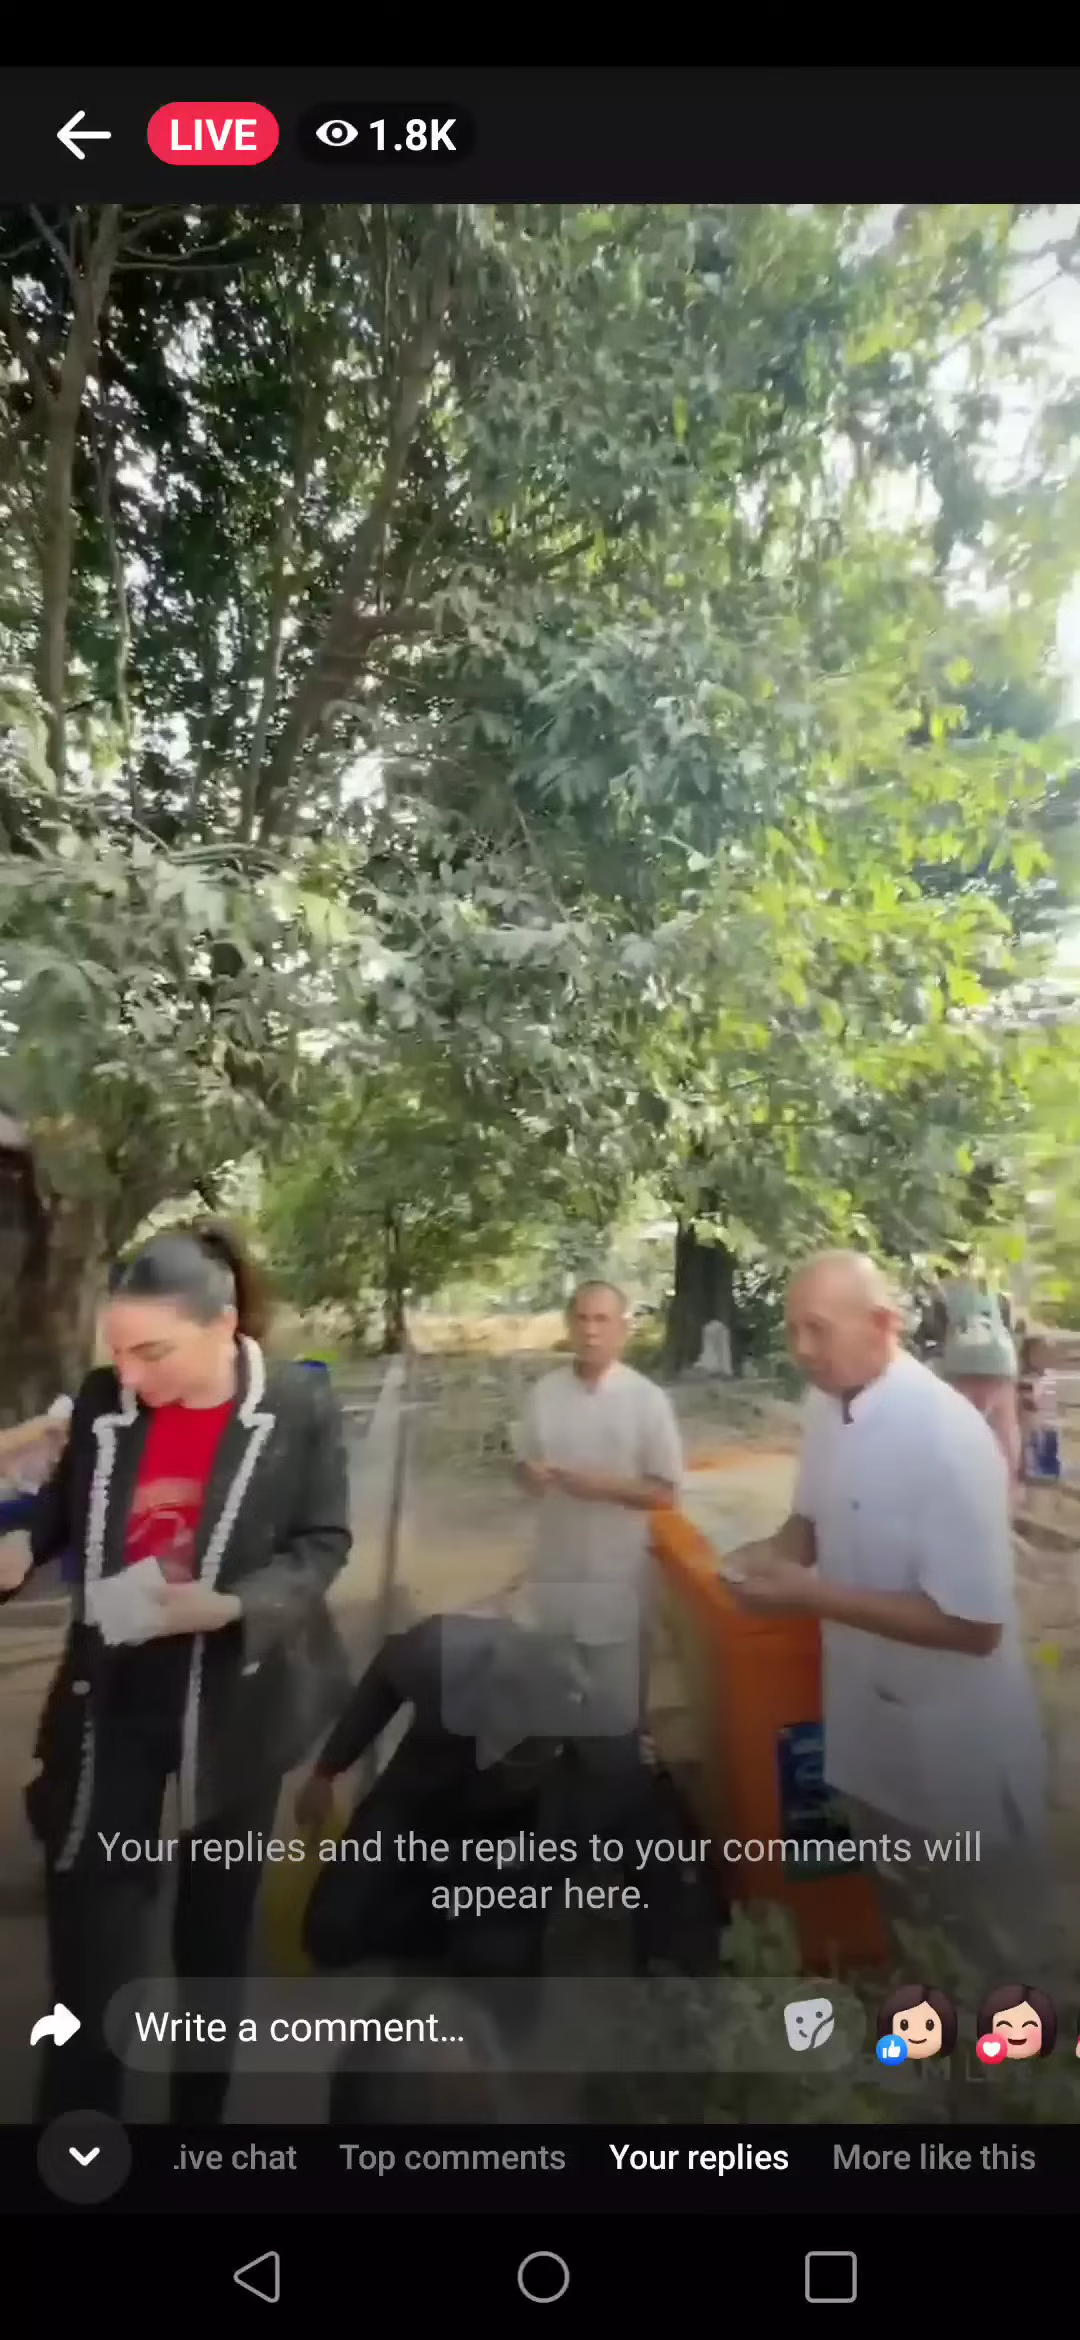 LIVE 1.8K
Your replies and the replies to your comments will
appear here.
Write a comment...
.ive chat Top comments Your replies More like this